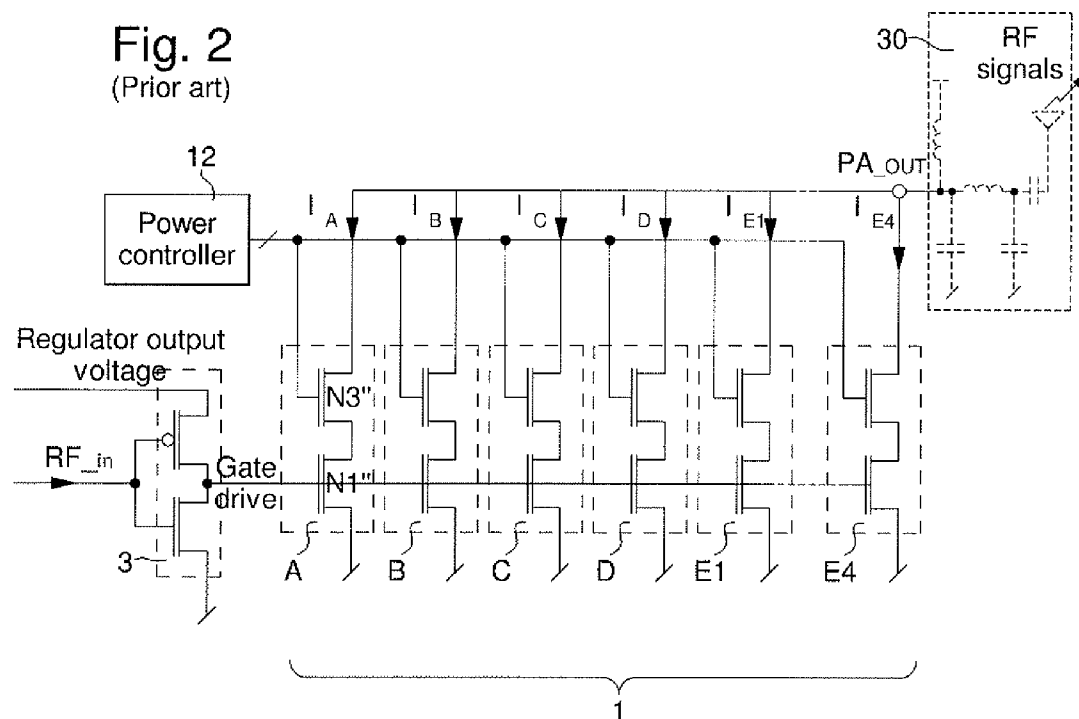 Fig. 2
(Prior art)
30
RF
signals
12
PA_OUT
Power
controller
I A
I B
I C
I D
I E1
I E4
Regulator output
voltage
N3"
RF_in
Gate
drive
N1"
3
A
B
C
D
E1
E4
1